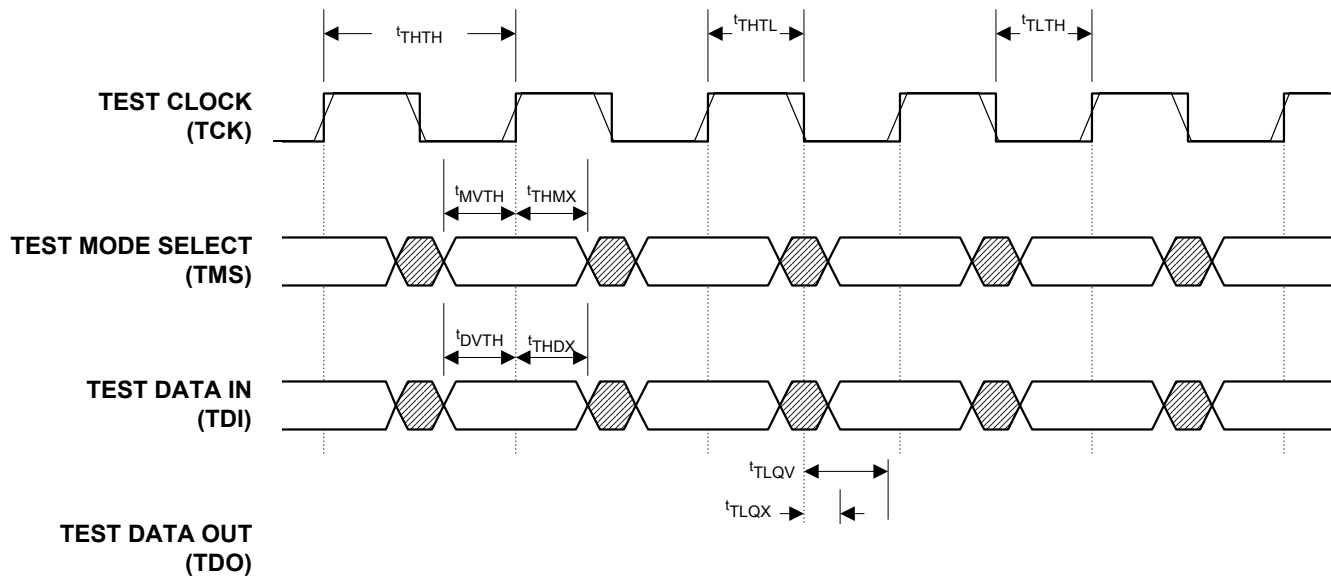 tTHTH
tTHTL
tTLTH
TEST CLOCK
(TCK)
tMVTH
tTHMX
TEST MODE SELECT
(TMS)
tDVTH
tTHDX
TEST DATA IN
(TDI)
tTLQV
tTLQX
TEST DATA OUT
(TDO)